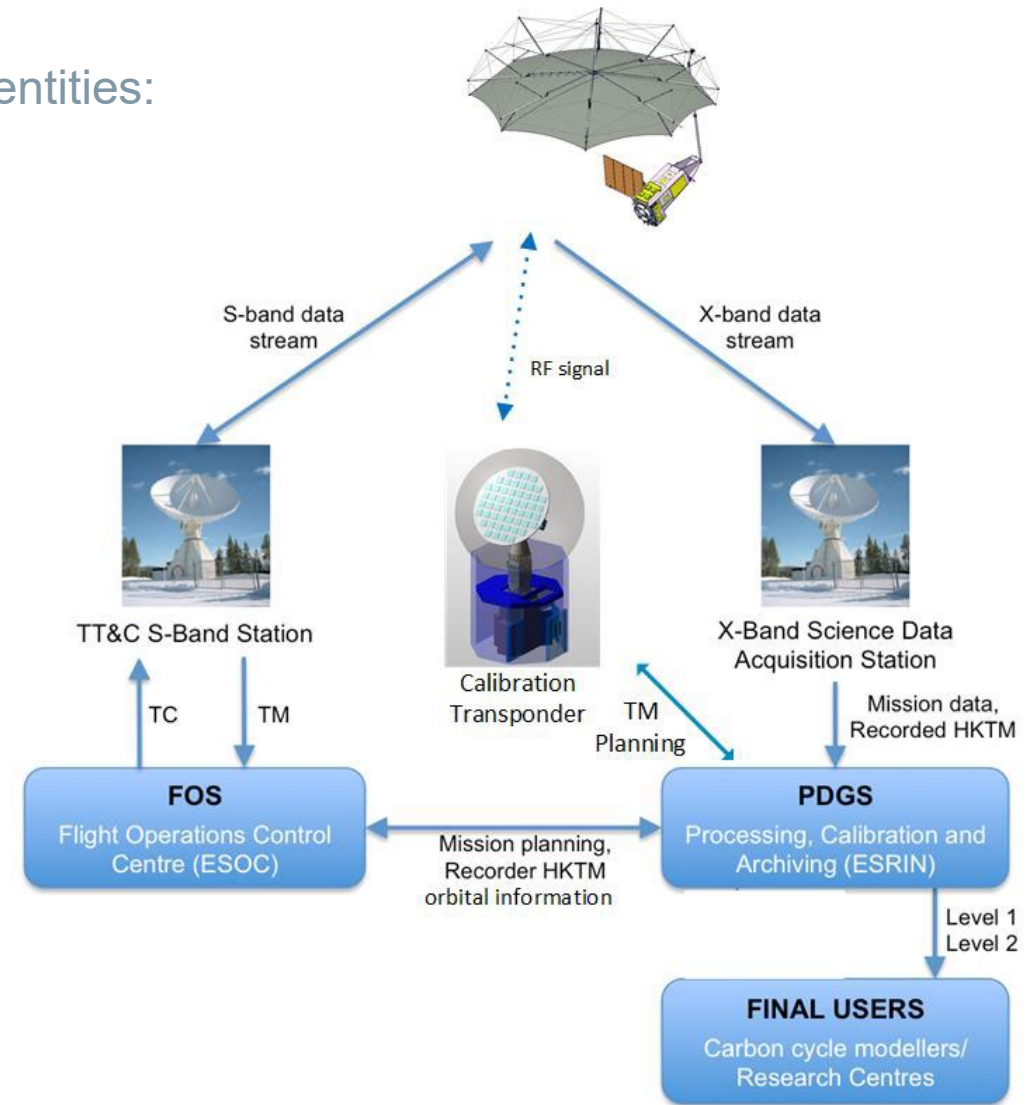 entities:
S-band data
stream
X-band data
stream
RF signal
TT&C S-Band Station
Calibration
Transponder
X-Band Science Data
Acquisition Station
TC
TM
TM
Planning
Mission data,
Recorded HKTM
FOS
Flight Operations Control
Centre (ESOC)
Mission planning,
Recorder HKTM
orbital information
PDGS
Processing, Calibration and
Archiving (ESRIN)
Level 1
Level 2
FINAL USERS
Carbon cycle modellers/
Research Centres